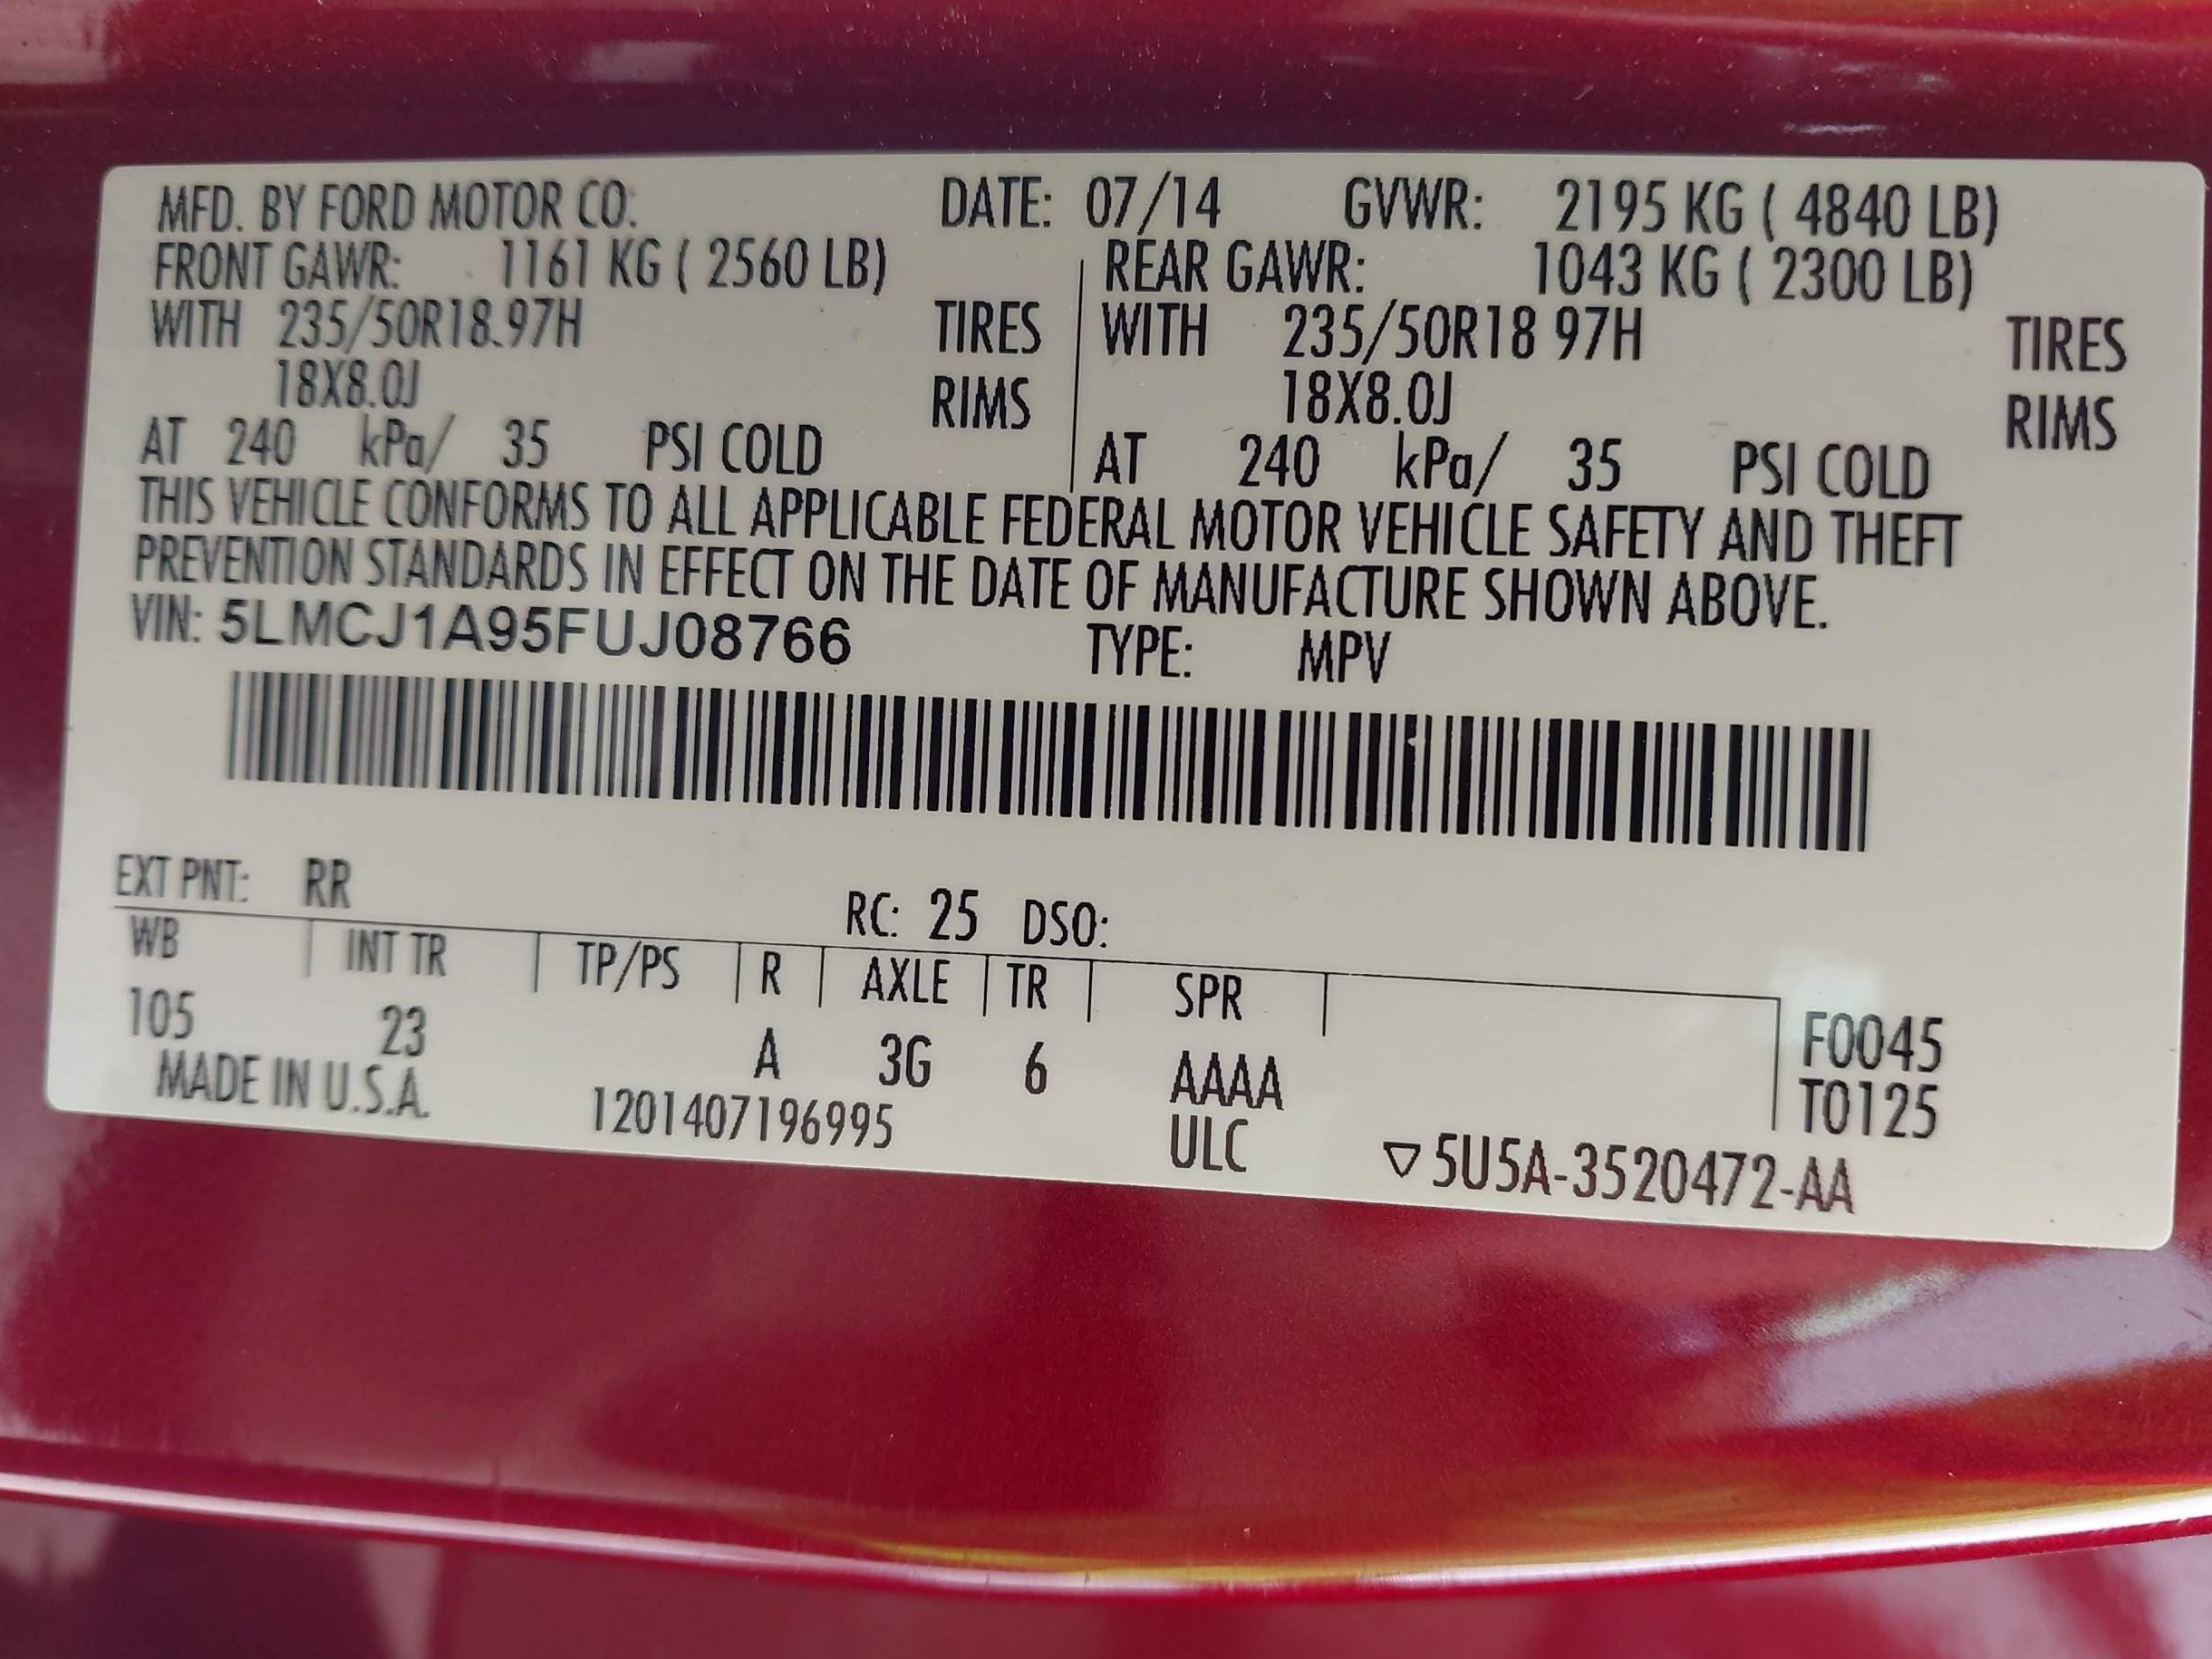 MFD. BY FORD MOTOR CO. DATE: 07/14 GVWR: 2195 KG ( 4840 LB)
FRONT GAWR: 1161 KG ( 2560 LB) REAR GAWR: 1043 KG ( 2300 LB)
WITH 235/50R18.97H TIRES WITH 235/50R18 97H TIRES
18X8.0J RIMS 18X8.0J RIMS
AT 240 kPa/ 35 PSI COLD AT 240 kPa/ 35 PSI COLD
THIS VEHICLE CONFORMS TO ALL APPLICABLE FEDERAL MOTOR VEHICLE SAFETY AND THEFT
PREVENTION STANDARDS IN EFFECT ON THE DATE OF MANUFACTURE SHOWN ABOVE.
VIN: 5LMCJ1A95FUJ08766 TYPE: MPV
EXT PNT: RR RC: 25 DSO:
WB INT TR TP/PS R AXLE TR SPR
105 23 A 3G 6 AAAA F0045
MADE IN U.S.A. 1201407196995 ULC T0125
▽5U5A-3520472-AA